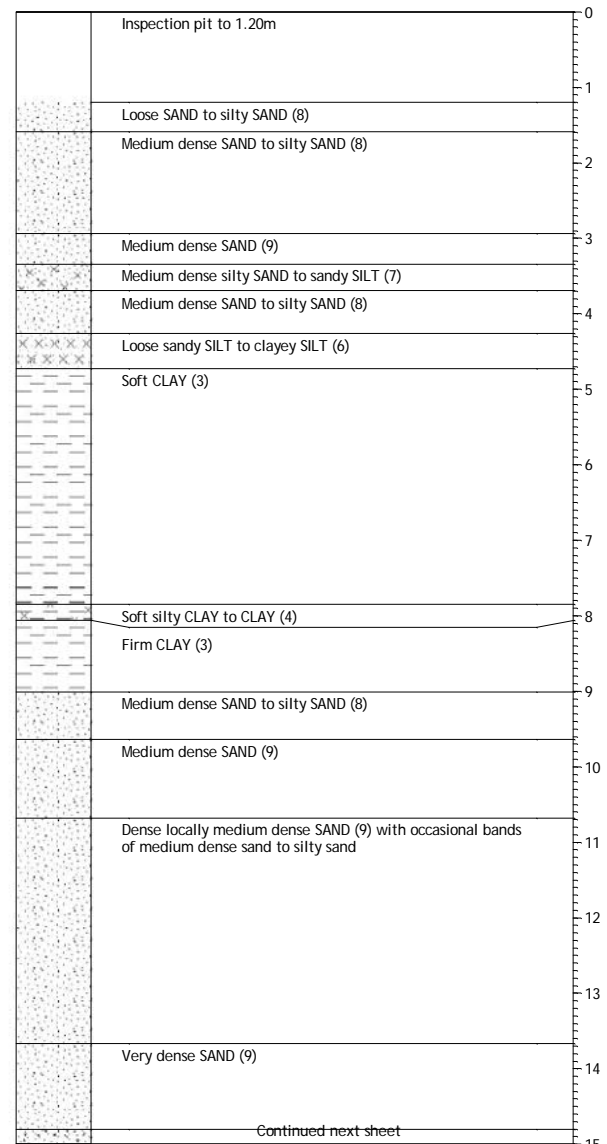 0
Inspection pit to 1.20m
1
Loose SAND to silty SAND (8)
Medium dense SAND to silty SAND (8)
2
3
Medium dense SAND (9)
Medium dense silty SAND to sandy SILT (7)
Medium dense SAND to silty SAND (8)
4
Loose sandy SILT to clayey SILT (6)
Soft CLAY (3)
5
6
7
8
Soft silty CLAY to CLAY (4)
Firm CLAY (3)
9
Medium dense SAND to silty SAND (8)
Medium dense SAND (9)
10
Dense locally medium dense SAND (9) with occasional bands
11
of medium dense sand to silty sand
12
13
Very dense SAND (9)
14
Continued next sheet
15